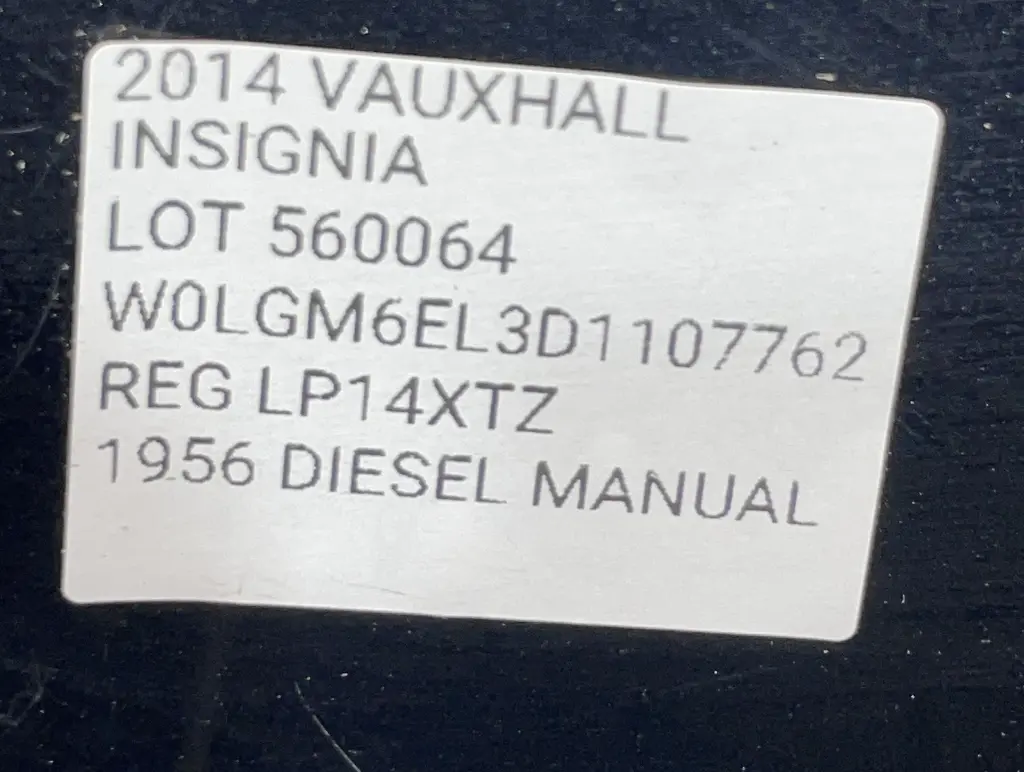 2014 VAUXHALL
INSIGNIA
LOT 560064
W0LGM6EL3D1107762
REG LP14XTZ
1956 DIESEL MANUAL